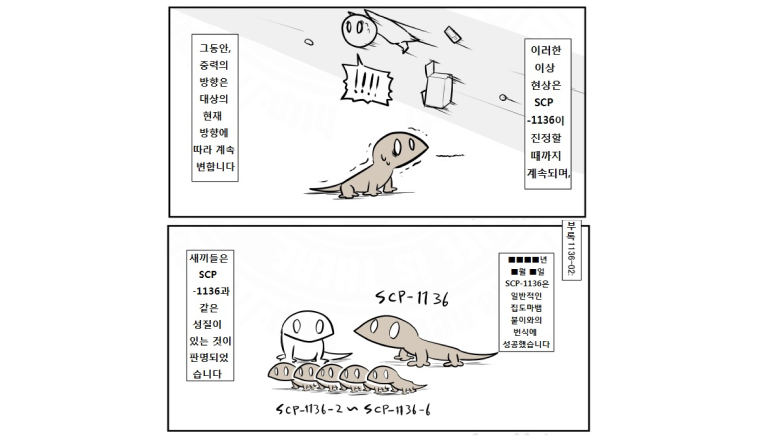 이러한
이상
현상은
SCP
-1136이
진정할
때까지
계속되며,
!!!!
그동안,
중력의
방향은
대상의
현재
방향에
따라 계속
변합니다
부록 1136-02:
■■■■년
■월 ■일
SCP-1136은
일반적인
집도마뱀
붙이와의
번식에
성공했습니다
SCP-1136
새끼들은
SCP
-1136과
같은
성질이
있는 것이
판명되었
습니다
SCP-1136-2 ~ SCP-1136-6